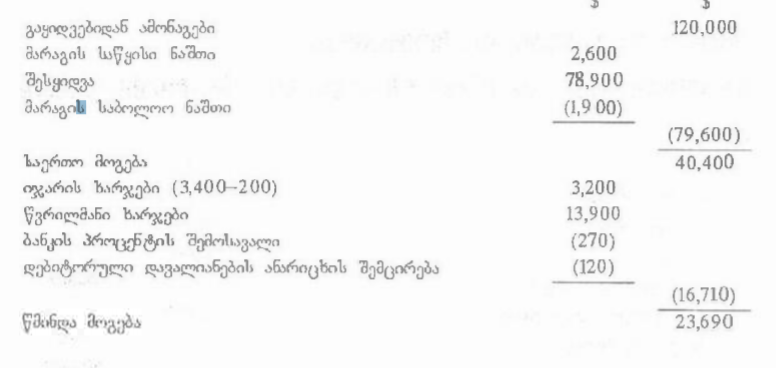 $ $
გაყიდვებიდან ამონაგები 120,000
მარაგის საწყისი ნაშთი 2,600
შესყიდვა 78,900
მარაგის საბოლოო ნაშთი (1,900)
(79,600)
საერთო მოგება 40,400
იჯარის ხარჯები (3,400–200) 3,200
წვრილმანი ხარჯები 13,900
ბანკის პროცენტის შემოსავალი (270)
დებიტორული დავალიანების ანარიცხის შემცირება (120)
(16,710)
წმინდა მოგება 23,690